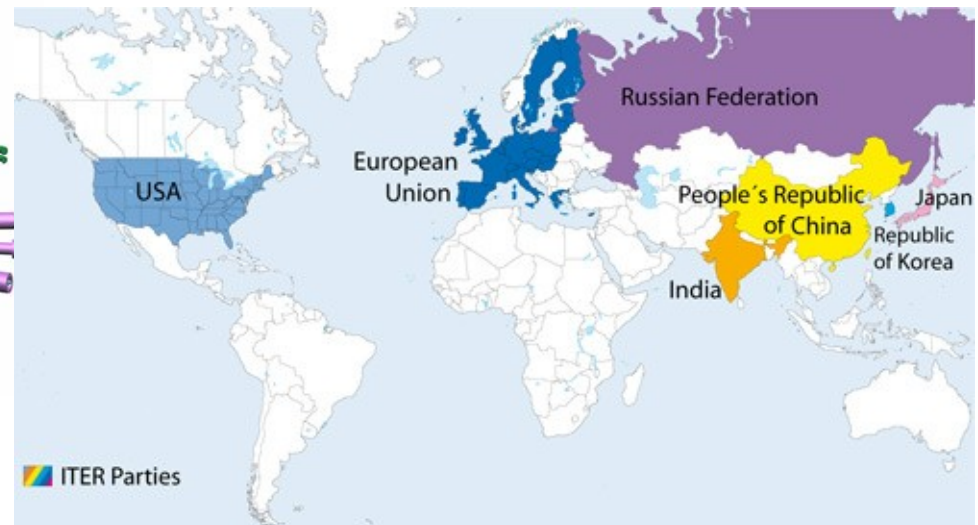 Russian Federation
European
Union
USA
People´s Republic
of China
Japan
Republic
of Korea
India
ITER Parties